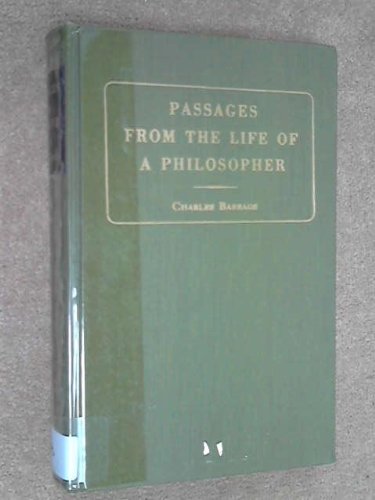 PASSAGES
FROM THE LIFE OF
A PHILOSOPHER
CHARLES BABBAGE